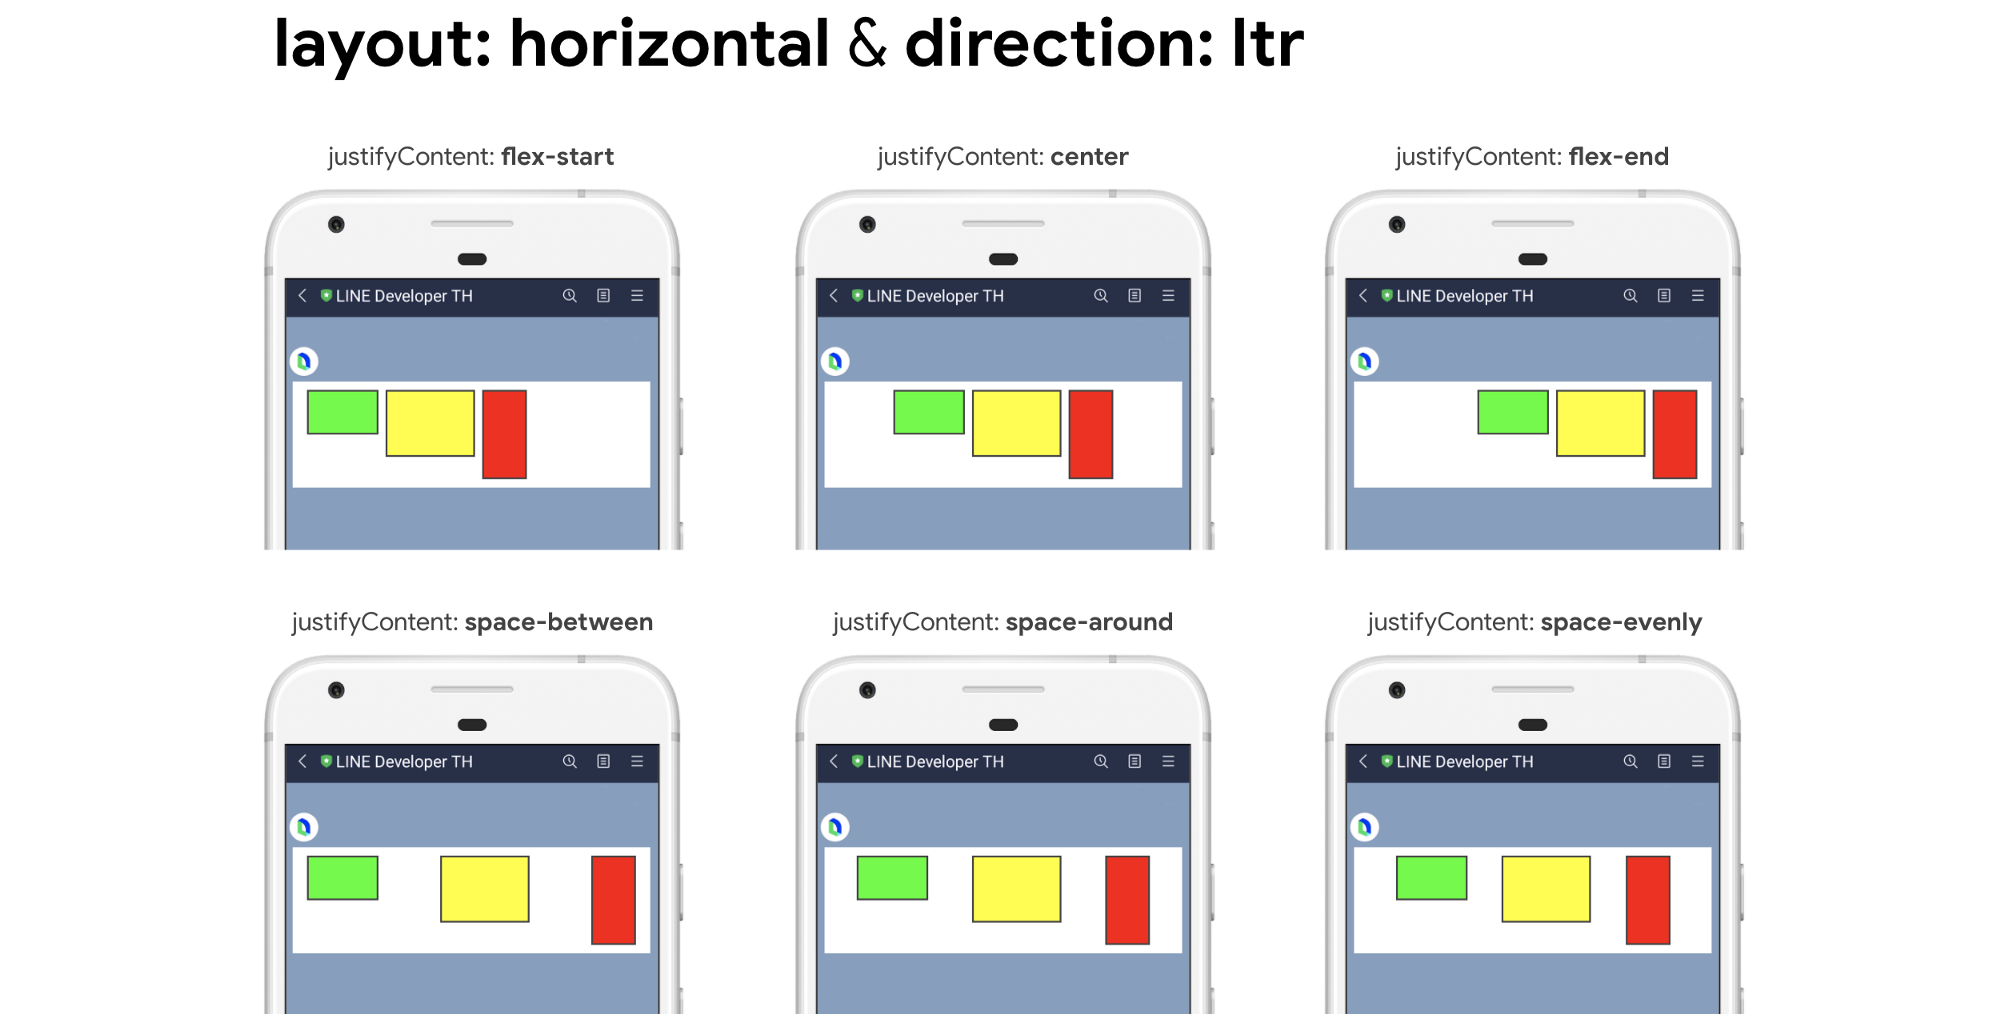 layout: horizontal & direction: ltr
justifyContent: flex-start
justifyContent: center
justifyContent: flex-end
LINE Developer TH
LINE Developer TH
LINE Developer TH
justifyContent: space-between
justifyContent: space-around
justifyContent: space-evenly
LINE Developer TH
LINE Developer TH
LINE Developer TH